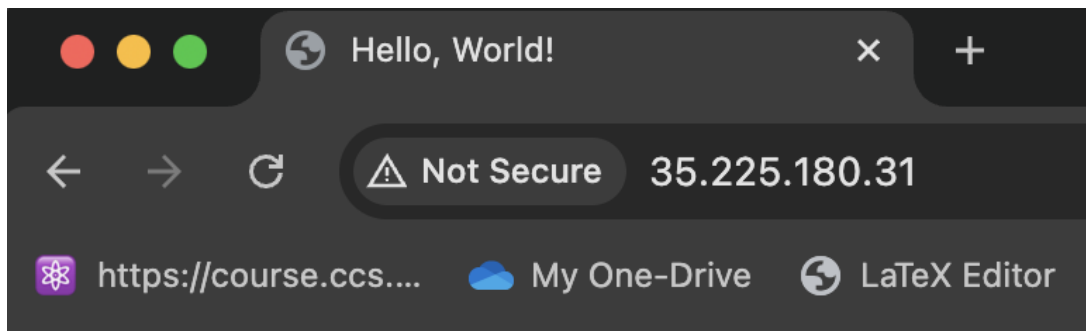 Hello, World!
Not Secure 35.225.180.31
https://course.ccs.... My One-Drive LaTeX Editor